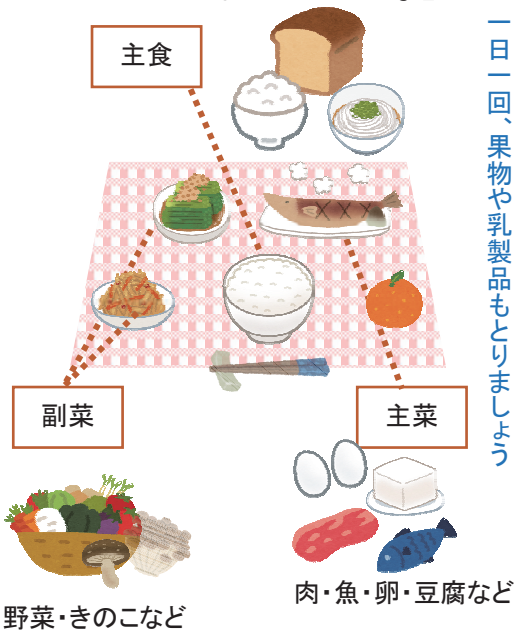 主食
一日一回、果物や乳製品もとりましょう
副菜
主菜
肉・魚・卵・豆腐など
野菜・きのこなど